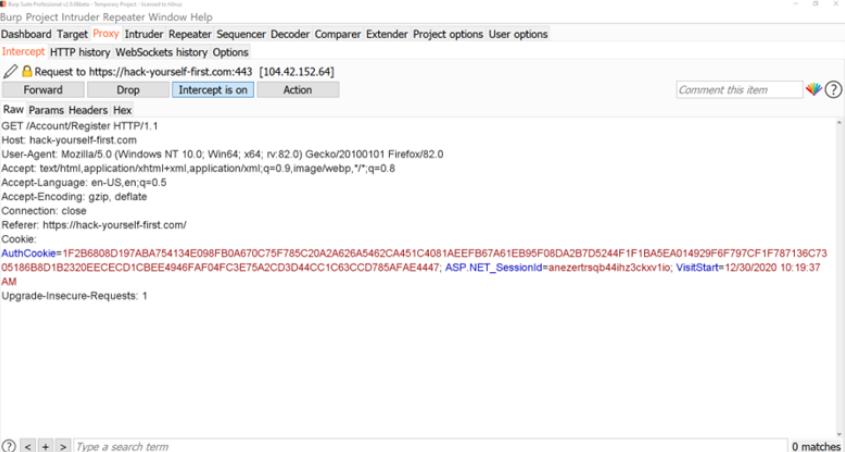 Burp Suite Professional v2.0.06beta - Temporary Project - licensed to
Burp Project Intruder Repeater Window Help
Dashboard Target Proxy Intruder Repeater Sequencer Decoder Comparer Extender Project options User options
Intercept HTTP history WebSockets history Options
Request to https://hack-yourself-first.com:443 [104.42.152.64]
Forward Drop Intercept is on Action Comment this item ?
Raw Params Headers Hex
GET /Account/Register HTTP/1.1
Host: hack-yourself-first.com
User-Agent: Mozilla/5.0 (Windows NT 10.0; Win64; x64; rv:82.0) Gecko/20100101 Firefox/82.0
Accept: text/html,application/xhtml+xml,application/xml;q=0.9,image/webp,*/*;q=0.8
Accept-Language: en-US,en;q=0.5
Accept-Encoding: gzip, deflate
Connection: close
Referer: https://hack-yourself-first.com/
Cookie:
AuthCookie=1F2B6808D197ABA754134E098FB0A670C75F785C20A2A626A5462CA451C4081AEEFB67A61EB95F08DA2B7D5244F1F1BA5EA014929F6F797CF1F787136C73
05186B8D1B2320EECECD1CBEE4946FAF04FC3E75A2CD3D44CC1C63CCD785AFAE4447; ASP.NET_SessionId=anezertrsqb44ihz3ckxv1io; VisitStart=12/30/2020 10:19:37
AM
Upgrade-Insecure-Requests: 1
? < + > Type a search term 0 matches